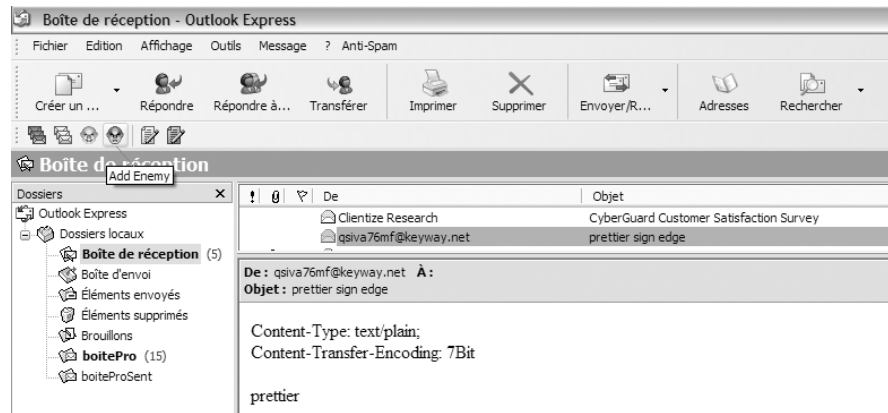 Boîte de réception - Outlook Express
Fichier Edition Affichage Outils Message ? Anti-Spam
Créer un ... Répondre Répondre à... Transférer Imprimer Supprimer Envoyer/R... Adresses Rechercher
Boîte de réception
Add Enemy
Dossiers
Outlook Express
Dossiers locaux
Boîte de réception (5)
Boîte d'envoi
Éléments envoyés
Éléments supprimés
Brouillons
boitePro (15)
boiteProSent
! De Objet
Clientize Research CyberGuard Customer Satisfaction Survey
qsiva76mf@keyway.net prettier sign edge
De : qsiva76mf@keyway.net À :
Objet : prettier sign edge
Content-Type: text/plain;
Content-Transfer-Encoding: 7Bit
prettier